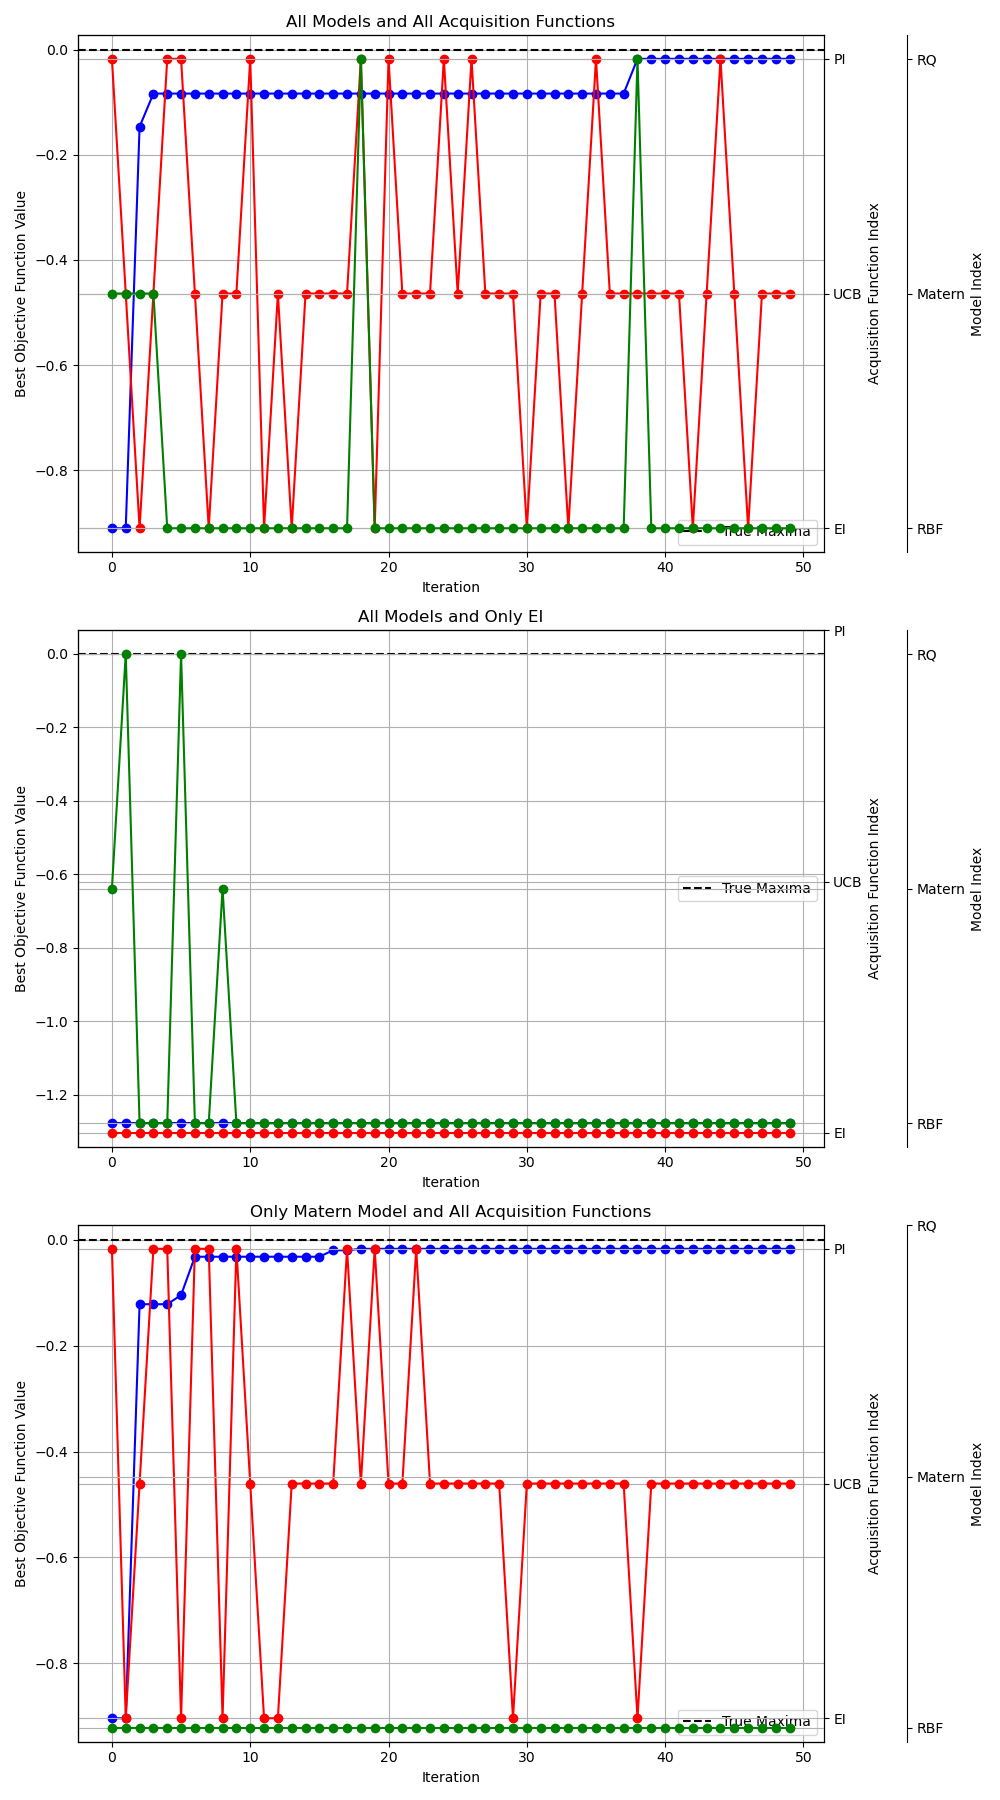 All Models and All Acquisition Functions
0.0
−0.2
−0.4
−0.6
−0.8
Best Objective Function Value
0
10
20
30
40
50
Iteration
True Maxima
PI
UCB
EI
Acquisition Function Index
RQ
Matern
RBF
Model Index
All Models and Only EI
0.0
−0.2
−0.4
−0.6
−0.8
−1.0
−1.2
Best Objective Function Value
0
10
20
30
40
50
Iteration
True Maxima
PI
UCB
EI
Acquisition Function Index
RQ
Matern
RBF
Model Index
Only Matern Model and All Acquisition Functions
0.0
−0.2
−0.4
−0.6
−0.8
Best Objective Function Value
0
10
20
30
40
50
Iteration
True Maxima
PI
UCB
EI
Acquisition Function Index
RQ
Matern
RBF
Model Index